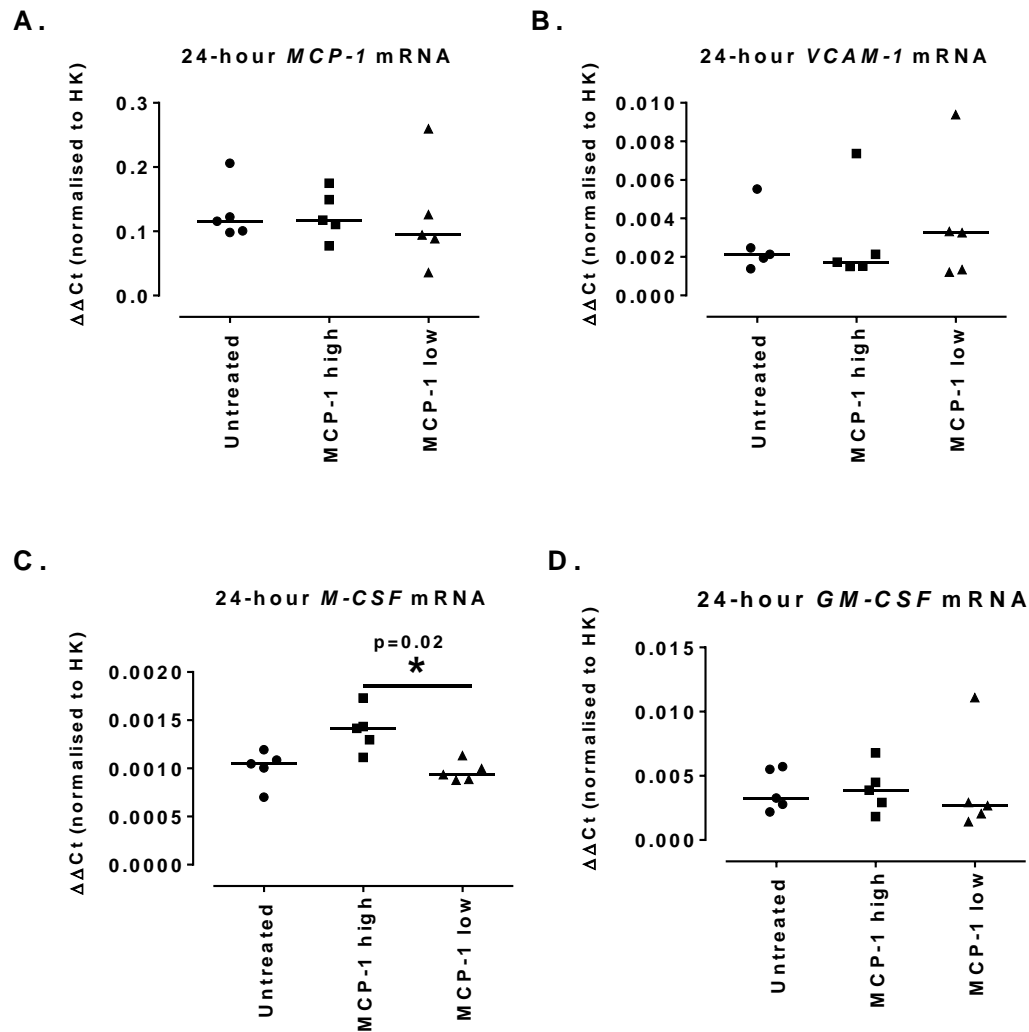 A.
24-hour MCP-1 mRNA
ΔΔCt (normalised to HK)
0.3
0.2
0.1
0.0
Untreated
MCP-1 high
MCP-1 low
B.
24-hour VCAM-1 mRNA
ΔΔCt (normalised to HK)
0.010
0.008
0.006
0.004
0.002
0.000
Untreated
MCP-1 high
MCP-1 low
C.
24-hour M-CSF mRNA
p=0.02
*
ΔΔCt (normalised to HK)
0.0020
0.0015
0.0010
0.0005
0.0000
Untreated
MCP-1 high
MCP-1 low
D.
24-hour GM-CSF mRNA
ΔΔCt (normalised to HK)
0.015
0.010
0.005
0.000
Untreated
MCP-1 high
MCP-1 low